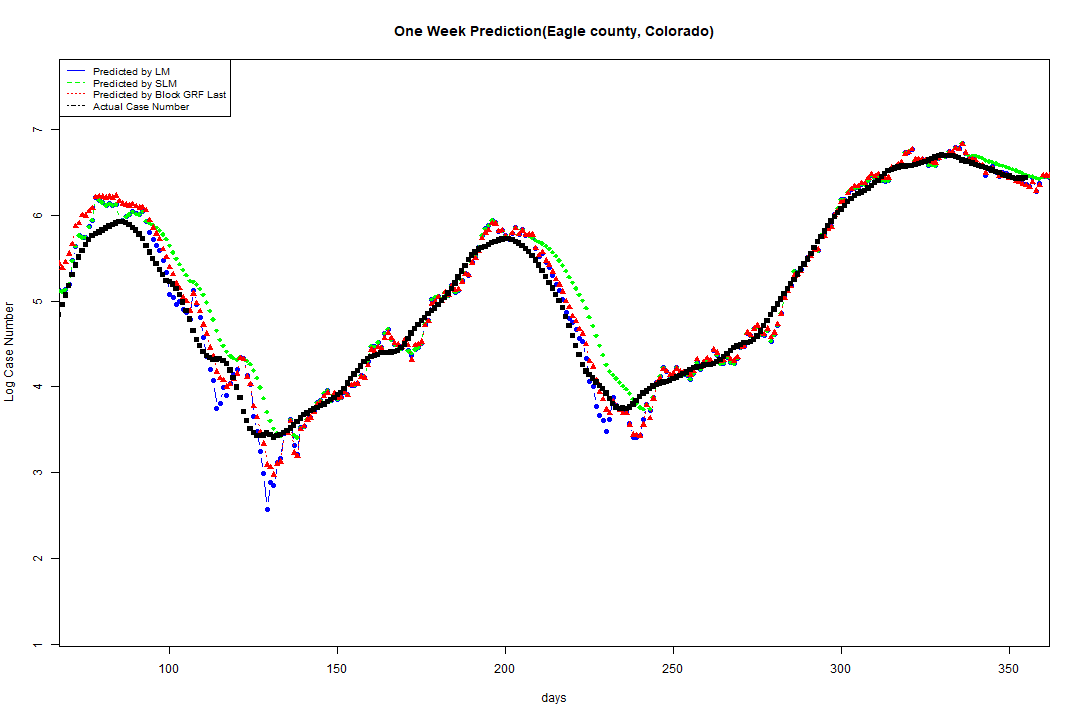 One Week Prediction(Eagle county, Colorado)
Predicted by LM
Predicted by SLM
Predicted by Block GRF Last
Actual Case Number
7
6
5
4
3
2
1
Log Case Number
100 150 200 250 300 350
days